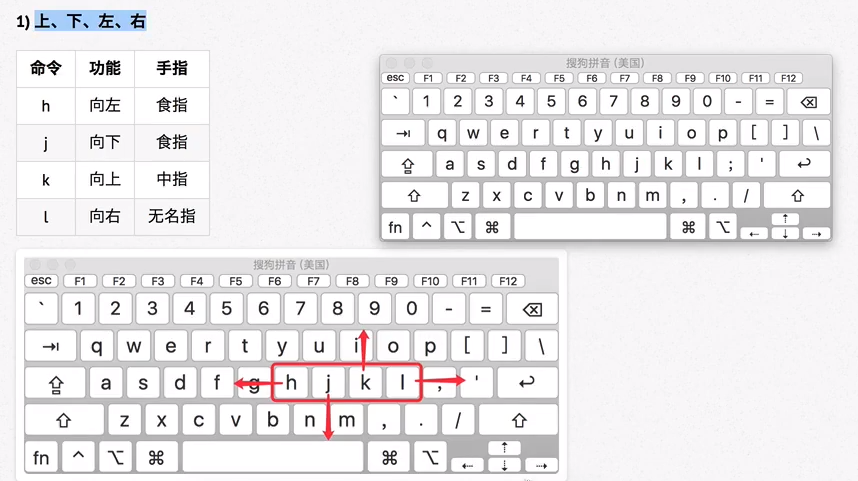 1) 上、下、左、右
命令 功能 手指
h 向左 食指
j 向下 食指
k 向上 中指
l 向右 无名指
搜狗拼音 (美国)
esc F1 F2 F3 F4 F5 F6 F7 F8 F9 F10 F11 F12
` 1 2 3 4 5 6 7 8 9 0 - =
q w e r t y u i o p [ ] \
a s d f g h j k l ; '
z x c v b n m , . /
fn ^ ⌥ ⌘ ⌘ ⌥
搜狗拼音 (美国)
esc F1 F2 F3 F4 F5 F6 F7 F8 F9 F10 F11 F12
` 1 2 3 4 5 6 7 8 9 0 - =
q w e r t y u i o p [ ] \
a s d f g h j k l ; '
z x c v b n m , . /
fn ^ ⌥ ⌘ ⌘ ⌥